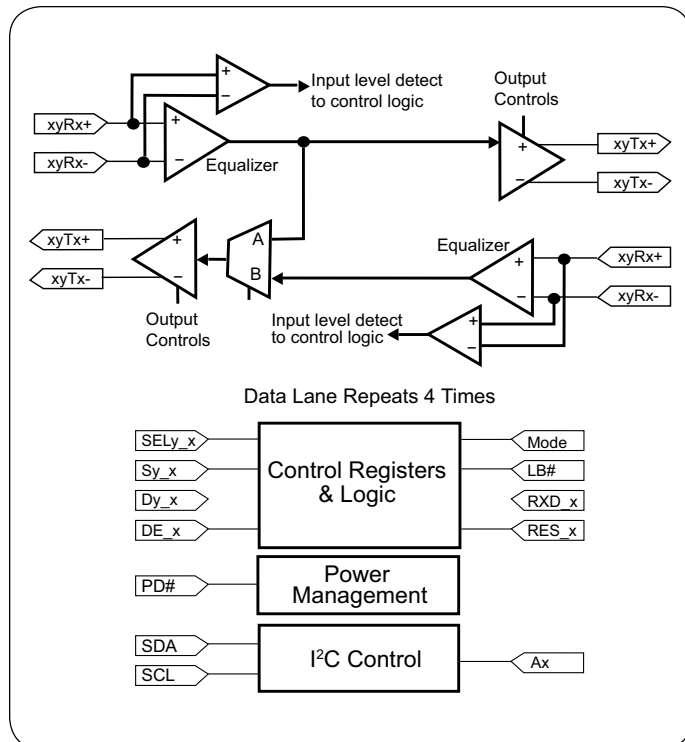 +
−
Input level detect
to control logic
Output
Controls
xyRx+
xyRx-
+
−
Equalizer
+
−
xyTx+
xyTx-
xyTx+
xyTx-
+
−
A
B
Output
Controls
Equalizer
+
−
xyRx+
xyRx-
Input level detect
to control logic
+
−
Data Lane Repeats 4 Times
SELy_x
Sy_x
Dy_x
DE_x
Control Registers
& Logic
Mode
LB#
RXD_x
RES_x
PD#
Power
Management
SDA
SCL
I²C Control
Ax